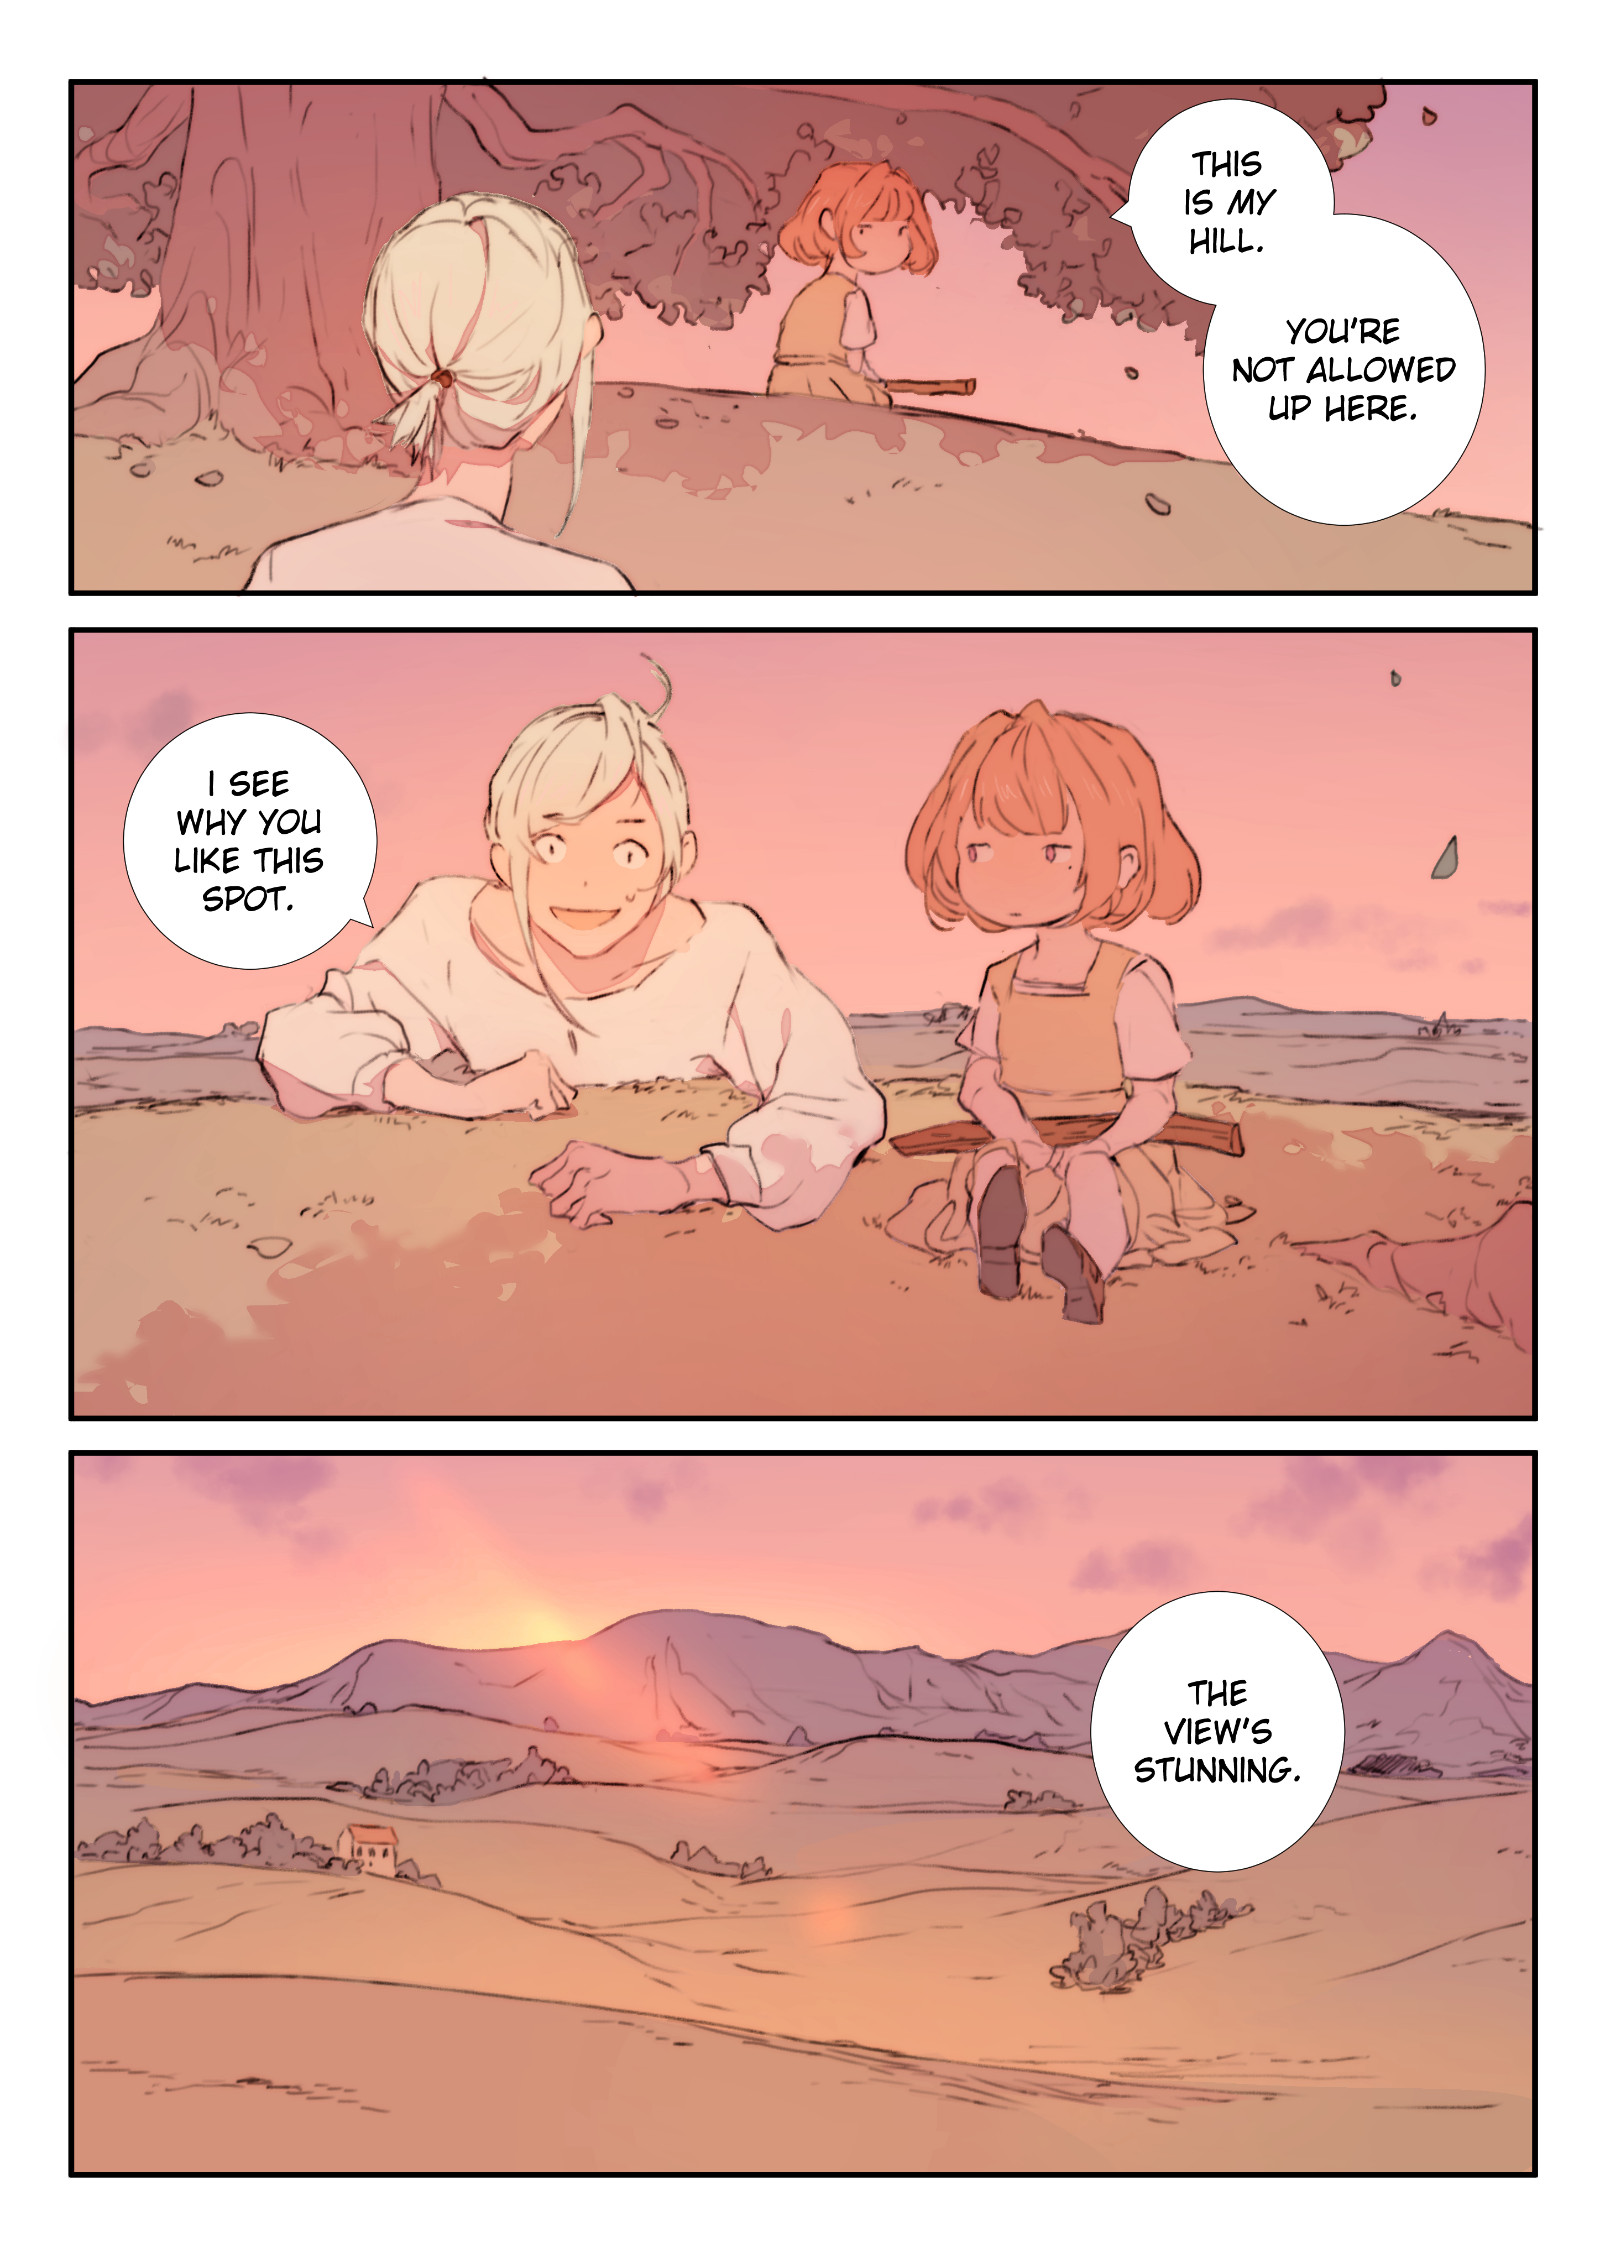 THIS
IS MY
HILL.
YOU'RE
NOT ALLOWED
UP HERE.
I SEE
WHY YOU
LIKE THIS
SPOT.
THE
VIEW'S
STUNNING.